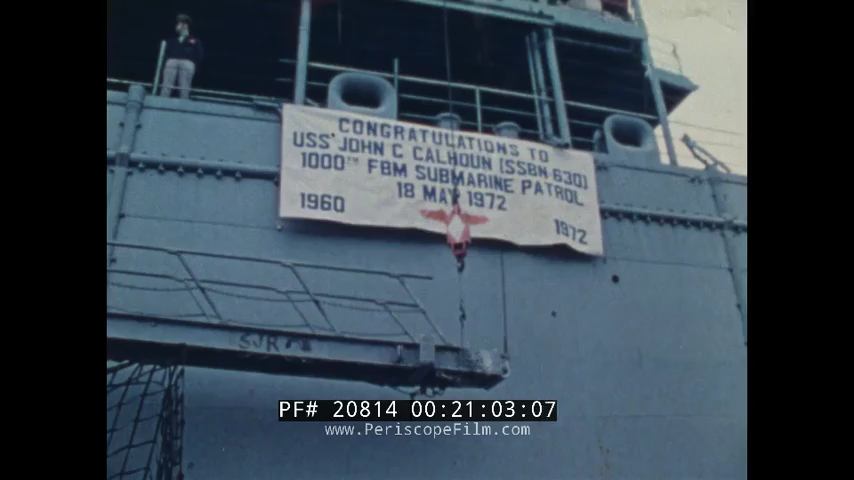 CONGRATULATIONS TO
USS JOHN C CALHOUN (SSBN-630)
1000TH FBM SUBMARINE PATROL
18 MAY 1972
1960
1972
PF# 20814 00:21:03:07
www.PeriscopeFilm.com